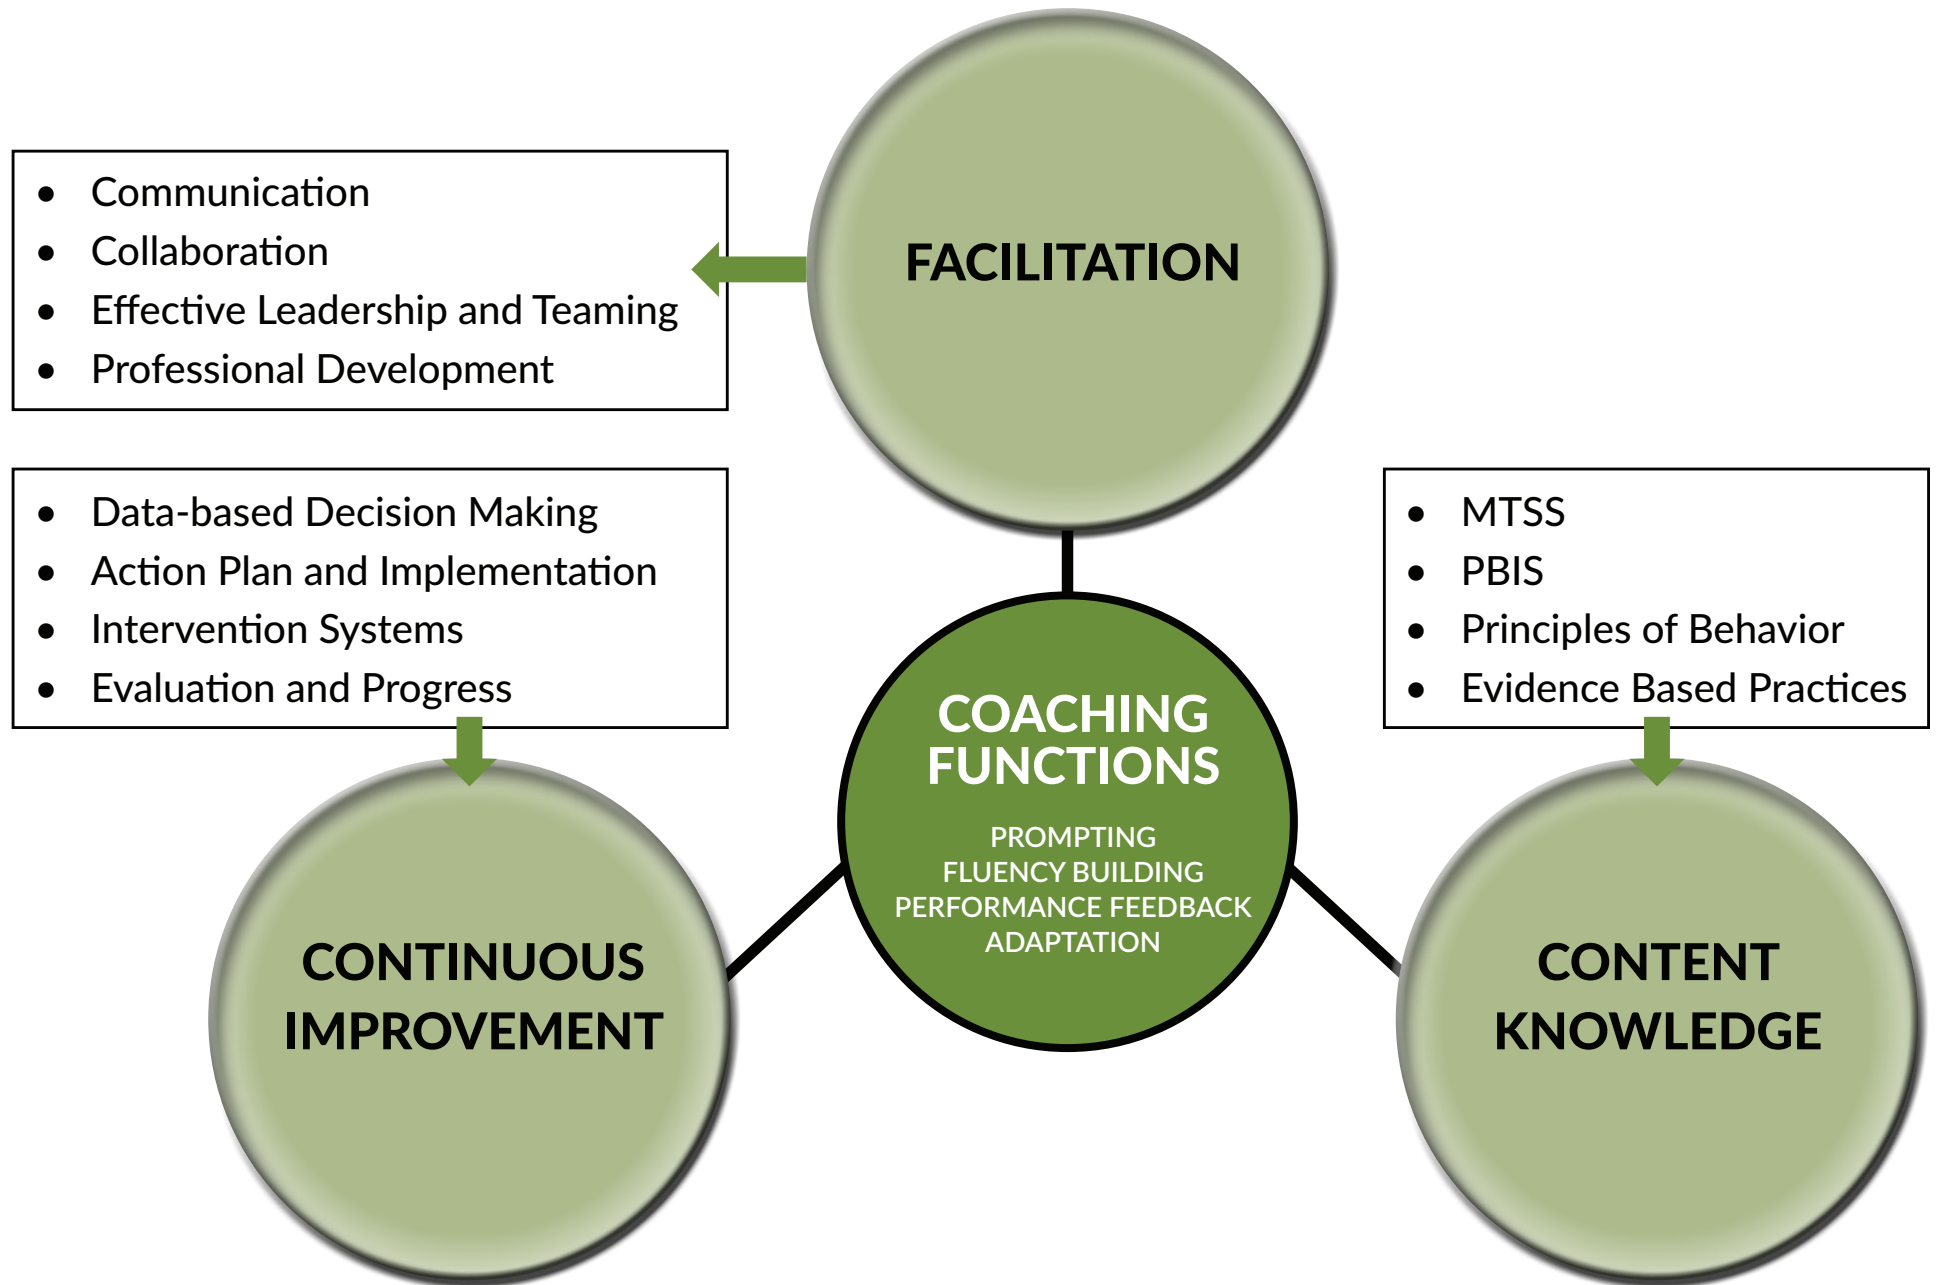 FACILITATION
• Communication
• Collaboration
• Effective Leadership and Teaming
• Professional Development
• Data-based Decision Making
• Action Plan and Implementation
• Intervention Systems
• Evaluation and Progress
• MTSS
• PBIS
• Principles of Behavior
• Evidence Based Practices
COACHING
FUNCTIONS
PROMPTING
FLUENCY BUILDING
PERFORMANCE FEEDBACK
ADAPTATION
CONTINUOUS
IMPROVEMENT
CONTENT
KNOWLEDGE